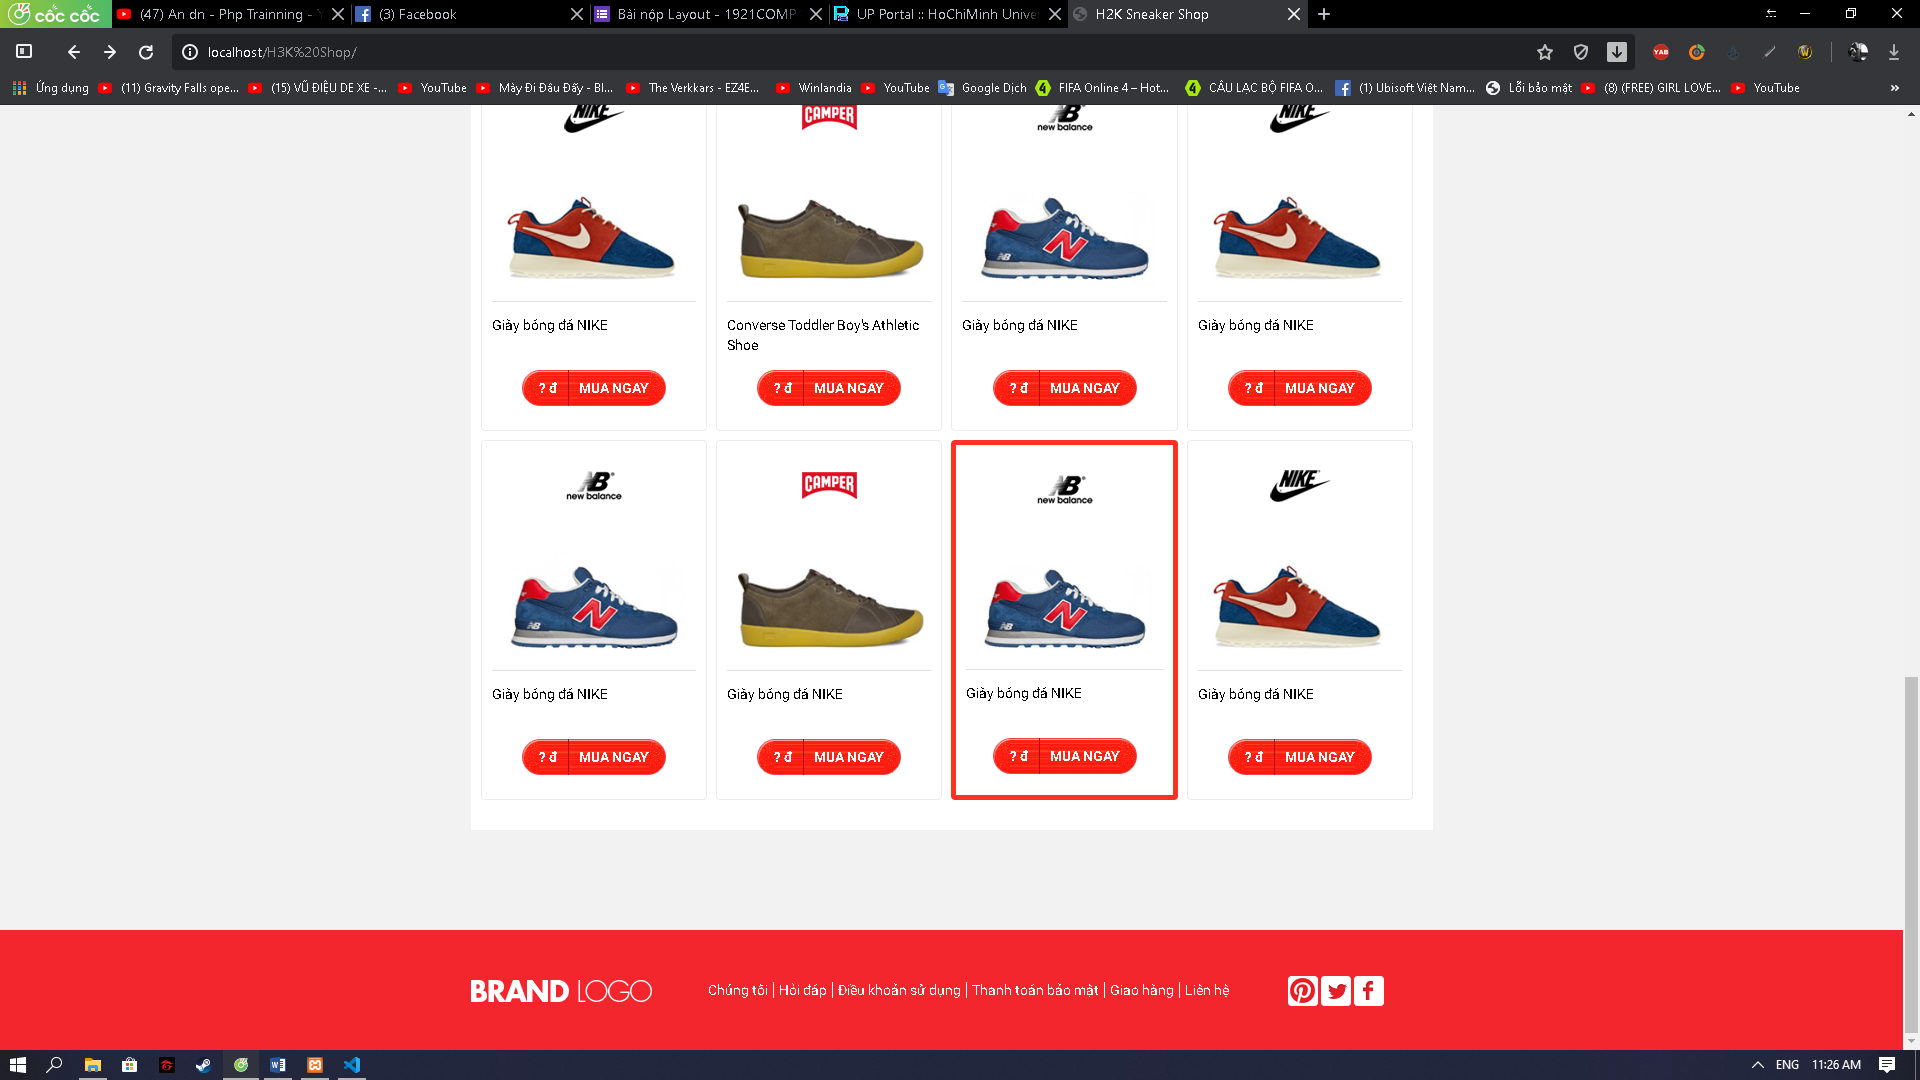 cốc cốc
(47) An dn - Php Trainning - Y
(3) Facebook
Bài nộp Layout - 1921COMP
UP Portal :: HoChiMinh Univer
H2K Sneaker Shop
localhost/H3K%20Shop/
YAB
W
Ứng dụng
(11) Gravity Falls ope...
(15) VŨ ĐIỆU DE XE -...
YouTube
Mày Đi Đâu Đấy - Bl...
The Verkkars - EZ4E...
Winlandia
YouTube
Google Dịch
FIFA Online 4 – Hot...
CÂU LẠC BỘ FIFA O...
(1) Ubisoft Việt Nam...
Lỗi bảo mật
(8) (FREE) GIRL LOVE...
YouTube
»
NIKE CAMPER NB new balance NIKE
Giày bóng đá NIKE
Converse Toddler Boy's Athletic
Shoe
Giày bóng đá NIKE
Giày bóng đá NIKE
? đ MUA NGAY
? đ MUA NGAY
? đ MUA NGAY
? đ MUA NGAY
NB new balance
CAMPER
NB new balance
NIKE
Giày bóng đá NIKE
Giày bóng đá NIKE
Giày bóng đá NIKE
Giày bóng đá NIKE
? đ MUA NGAY
? đ MUA NGAY
? đ MUA NGAY
? đ MUA NGAY
BRAND LOGO
Chúng tôi | Hỏi đáp | Điều khoản sử dụng | Thanh toán bảo mật | Giao hàng | Liên hệ
ENG
11:26 AM